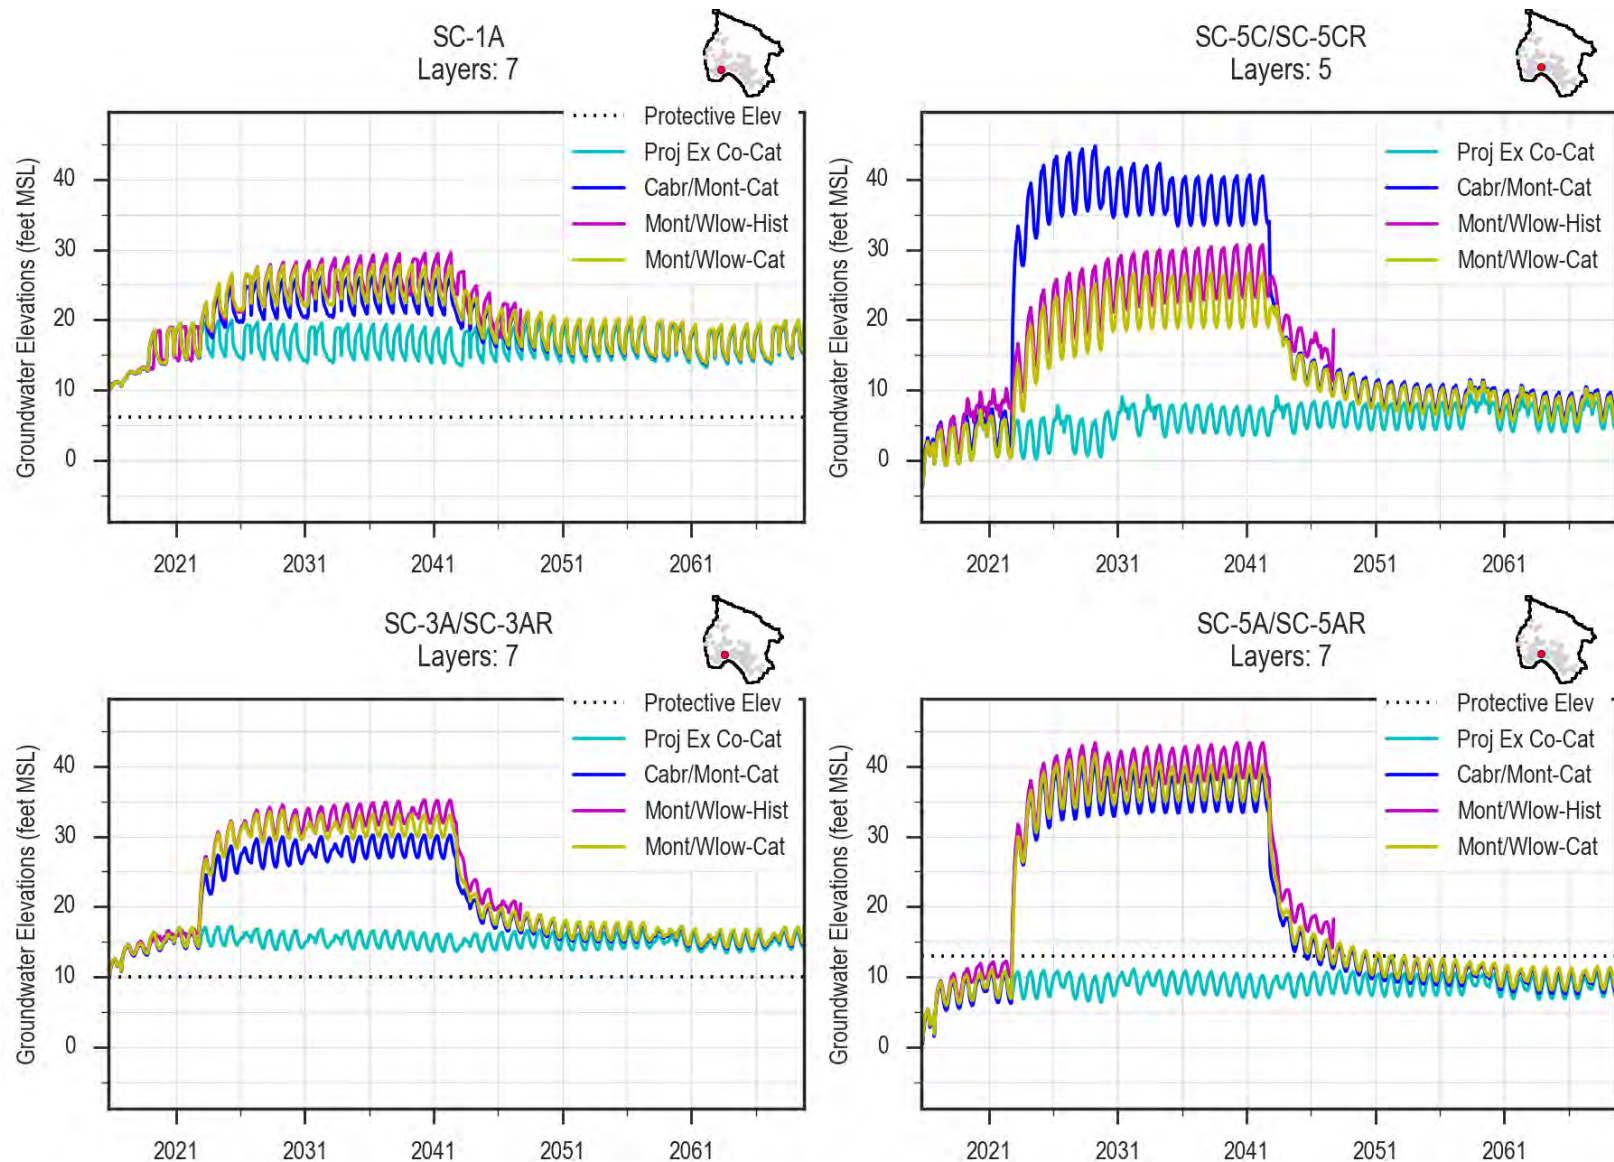 SC-1A
Layers: 7
Protective Elev
Proj Ex Co-Cat
Cabr/Mont-Cat
Mont/Wlow-Hist
Mont/Wlow-Cat
Groundwater Elevations (feet MSL)
40
30
20
10
0
2021 2031 2041 2051 2061
SC-5C/SC-5CR
Layers: 5
Proj Ex Co-Cat
Cabr/Mont-Cat
Mont/Wlow-Hist
Mont/Wlow-Cat
Groundwater Elevations (feet MSL)
40
30
20
10
0
2021 2031 2041 2051 2061
SC-3A/SC-3AR
Layers: 7
Protective Elev
Proj Ex Co-Cat
Cabr/Mont-Cat
Mont/Wlow-Hist
Mont/Wlow-Cat
Groundwater Elevations (feet MSL)
40
30
20
10
0
2021 2031 2041 2051 2061
SC-5A/SC-5AR
Layers: 7
Protective Elev
Proj Ex Co-Cat
Cabr/Mont-Cat
Mont/Wlow-Hist
Mont/Wlow-Cat
Groundwater Elevations (feet MSL)
40
30
20
10
0
2021 2031 2041 2051 2061